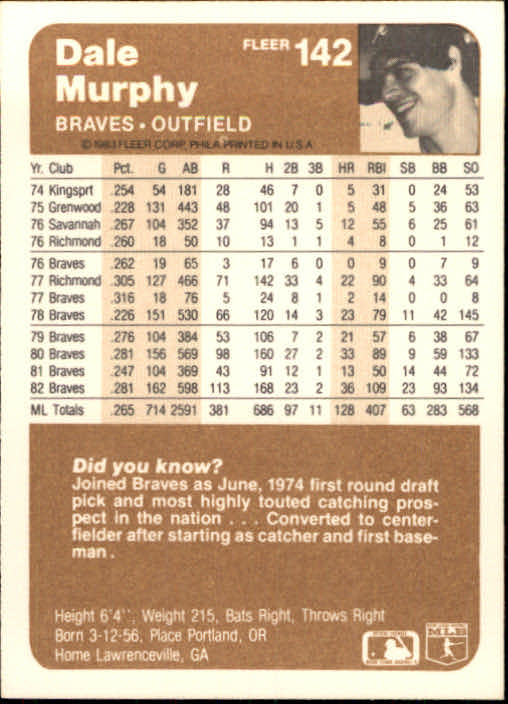 Dale
Murphy
FLEER 142
BRAVES • OUTFIELD
© 1983 FLEER CORP., PHILA PRINTED IN U.S.A.
Yr. Club Pct. G AB R H 2B 3B HR RBI SB BB SO
74 Kingsprt .254 54 181 28 46 7 0 5 31 0 24 53
75 Grenwood .228 131 443 48 101 20 1 5 48 5 36 63
76 Savannah .267 104 352 37 94 13 5 12 55 6 25 61
76 Richmond .260 18 50 10 13 1 1 4 8 0 1 12
76 Braves .262 19 65 3 17 6 0 0 9 0 7 9
77 Richmond .305 127 466 71 142 33 4 22 90 4 33 64
77 Braves .316 18 76 5 24 8 1 2 14 0 0 8
78 Braves .226 151 530 66 120 14 3 23 79 11 42 145
79 Braves .276 104 384 53 106 7 2 21 57 6 38 67
80 Braves .281 156 569 98 160 27 2 33 89 9 59 133
81 Braves .247 104 369 43 91 12 1 13 50 14 44 72
82 Braves .281 162 598 113 168 23 2 36 109 23 93 134
ML Totals .265 714 2591 381 686 97 11 128 407 63 283 568
Did you know?
Joined Braves as June, 1974 first round draft
pick and most highly touted catching pros-
pect in the nation . . . Converted to center-
fielder after starting as catcher and first base-
man .
Height 6'4'', Weight 215, Bats Right, Throws Right
Born 3-12-56, Place Portland, OR
Home Lawrenceville, GA